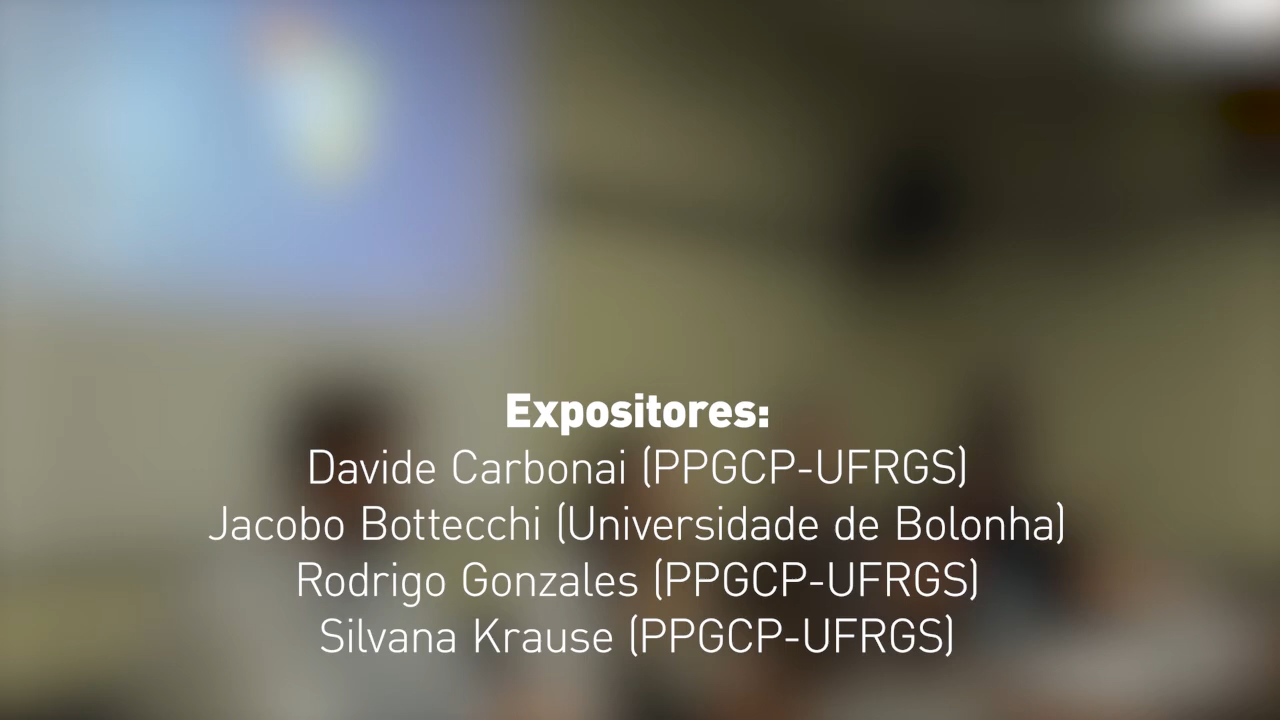 Expositores:
Davide Carbonai (PPGCP-UFRGS)
Jacobo Bottecchi (Universidade de Bolonha)
Rodrigo Gonzales (PPGCP-UFRGS)
Silvana Krause (PPGCP-UFRGS)